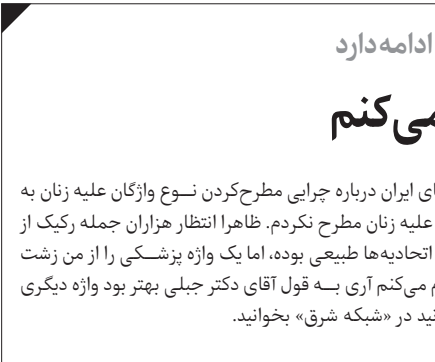 ادامه‌دارد
می‌کنم
ای ایران درباره چرایی مطرح‌کردن نــوع واژگان علیه زنان به
علیه زنان مطرح نکردم. ظاهرا انتظار هزاران جمله رکیک از
اتحادیه‌ها طبیعی بوده، اما یک واژه پزشــکی را از من زشت
م می‌کنم آری بــه قول آقای دکتر جبلی بهتر بود واژه دیگری
نید در «شبکه شرق» بخوانید.